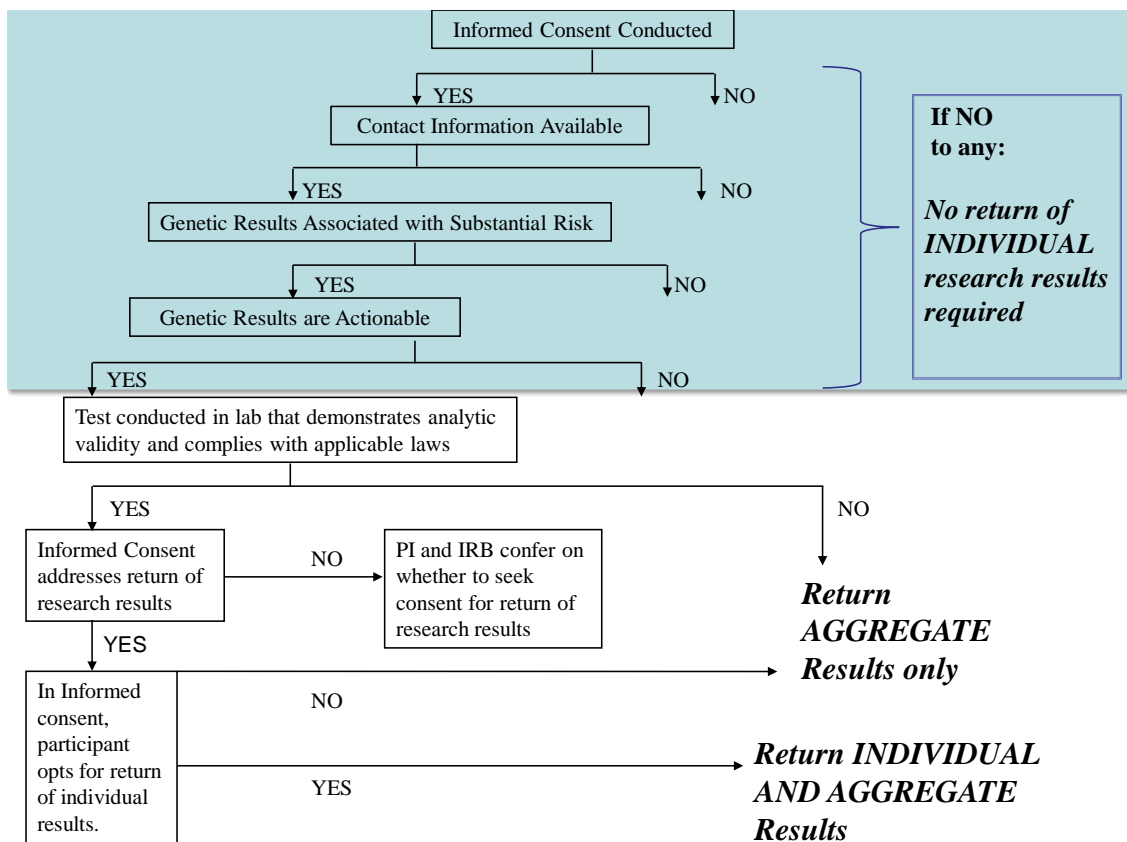 Informed Consent Conducted
YES
NO
Contact Information Available
YES
NO
Genetic Results Associated with Substantial Risk
YES
NO
Genetic Results are Actionable
YES
NO
If NO
to any:
No return of
INDIVIDUAL
research results
required
Test conducted in lab that demonstrates analytic
validity and complies with applicable laws
YES
NO
Informed Consent
addresses return of
research results
NO
PI and IRB confer on
whether to seek
consent for return of
research results
Return
AGGREGATE
Results only
YES
In Informed
consent,
participant
opts for return
of individual
results.
NO
YES
Return INDIVIDUAL
AND AGGREGATE
Results